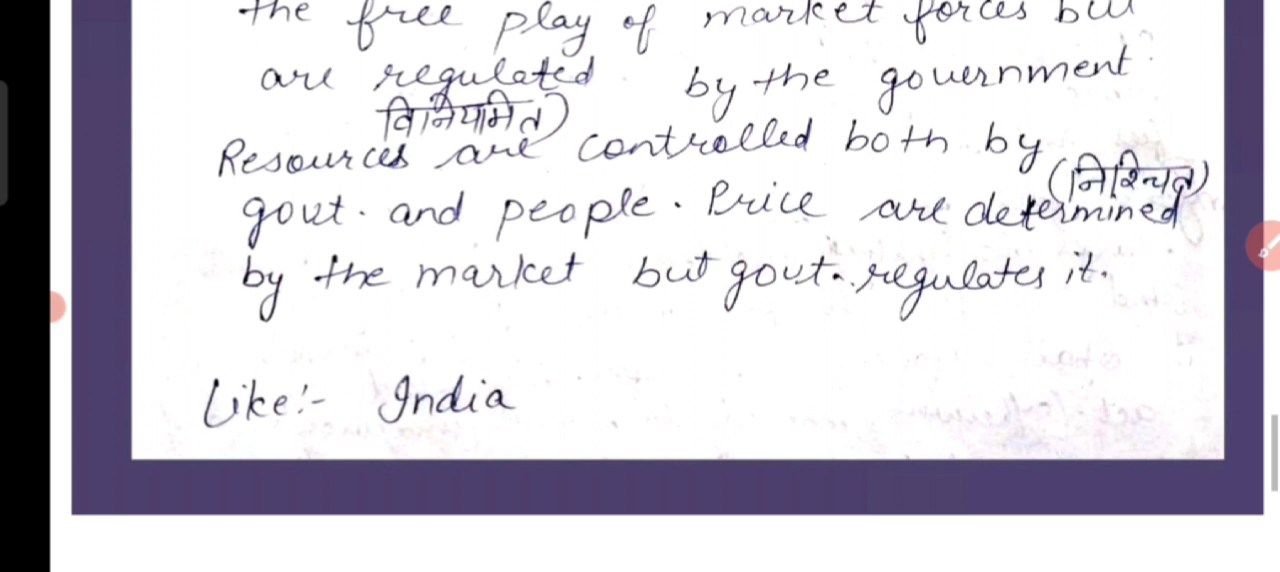 the free play of market forces but
are regulated by the government
विनियमित)
Resources are controlled both by
(निश्चित)
govt. and people. Price are determined
by the market but govt. regulates it.
Like:- India